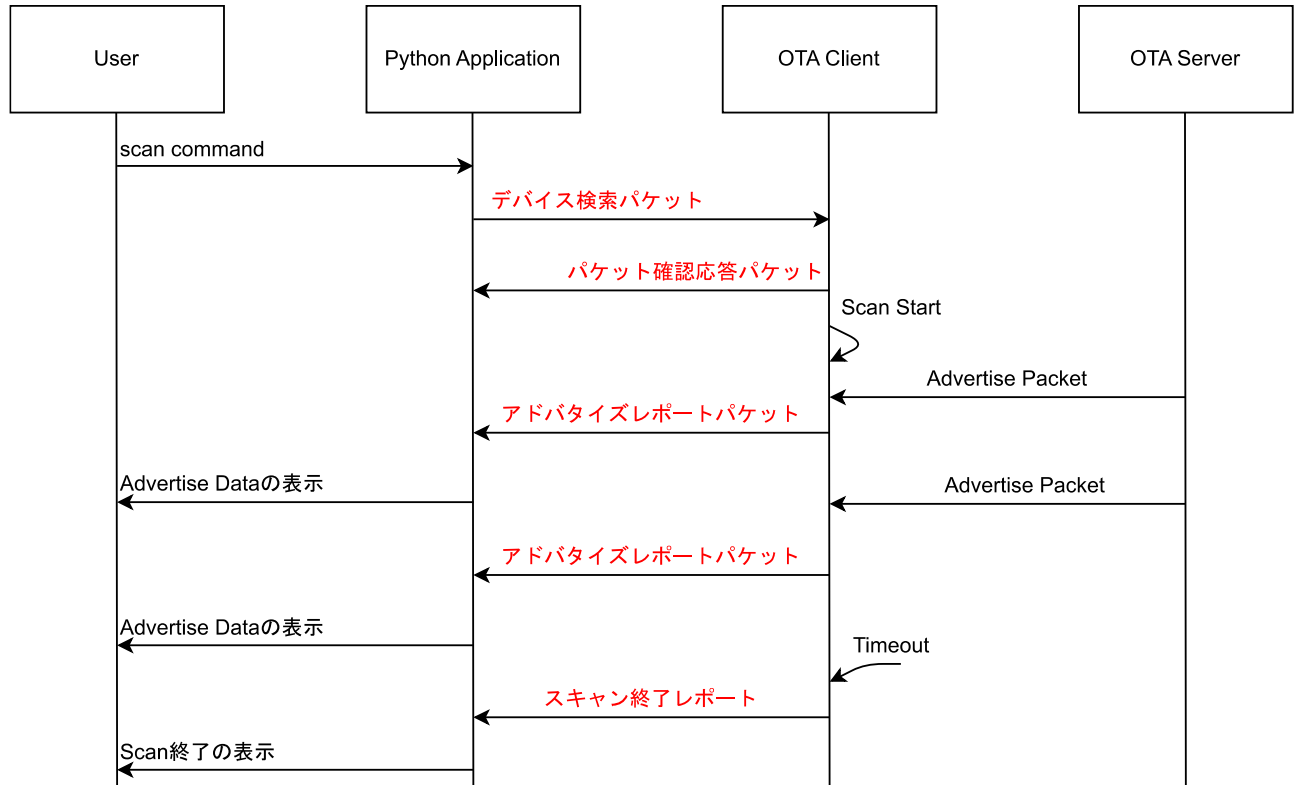 User
Python Application
OTA Client
OTA Server
scan command
デバイス検索パケット
パケット確認応答パケット
Scan Start
Advertise Packet
アドバタイズレポートパケット
Advertise Dataの表示
Advertise Packet
アドバタイズレポートパケット
Advertise Dataの表示
Timeout
スキャン終了レポート
Scan終了の表示